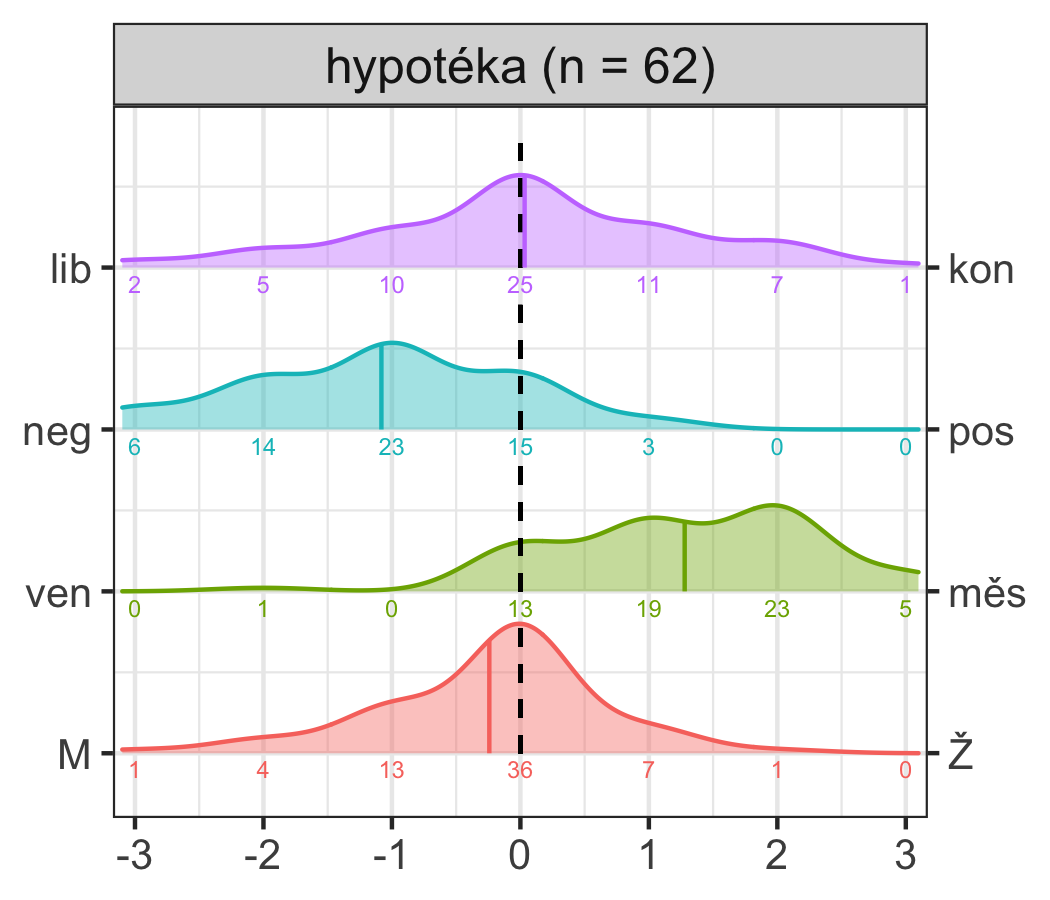 hypotéka (n = 62)
lib kon
2 5 10 25 11 7 1
neg pos
6 14 23 15 3 0 0
ven měs
0 1 0 13 19 23 5
M Ž
1 4 13 36 7 1 0
-3 -2 -1 0 1 2 3